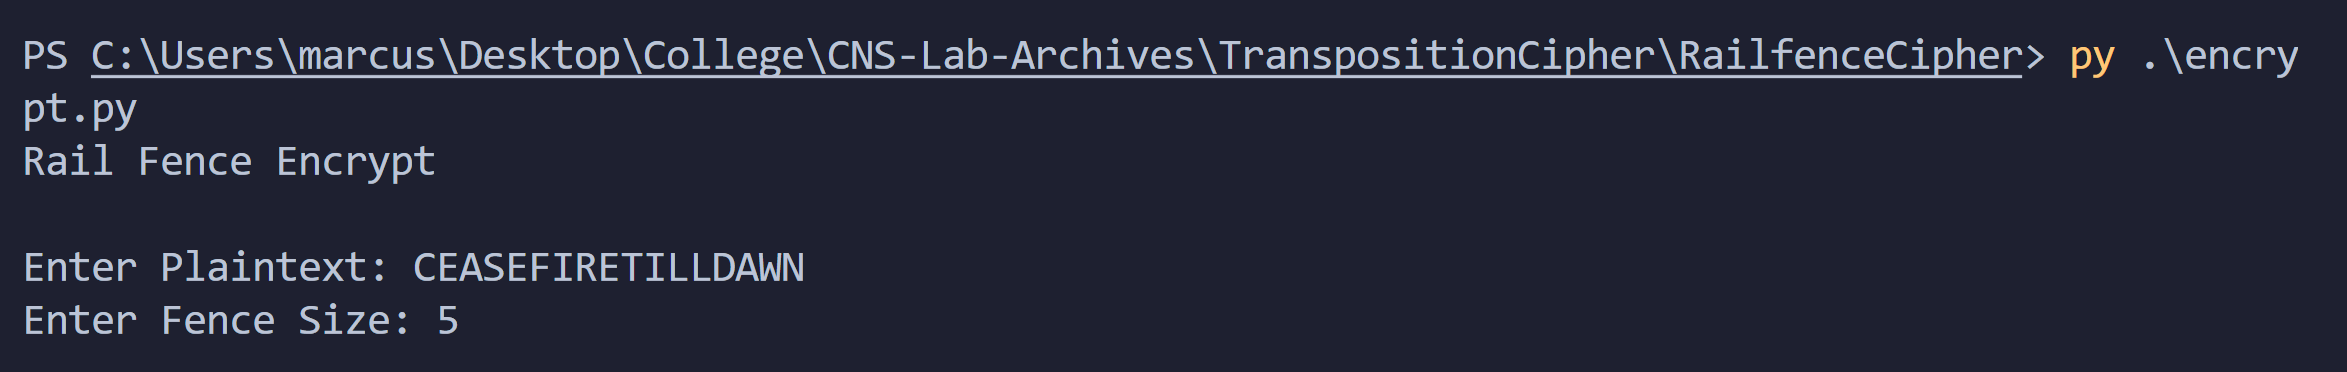 PS C:\Users\marcus\Desktop\College\CNS-Lab-Archives\TranspositionCipher\RailfenceCipher> py .\encry
pt.py
Rail Fence Encrypt
Enter Plaintext: CEASEFIRETILLDAWN
Enter Fence Size: 5